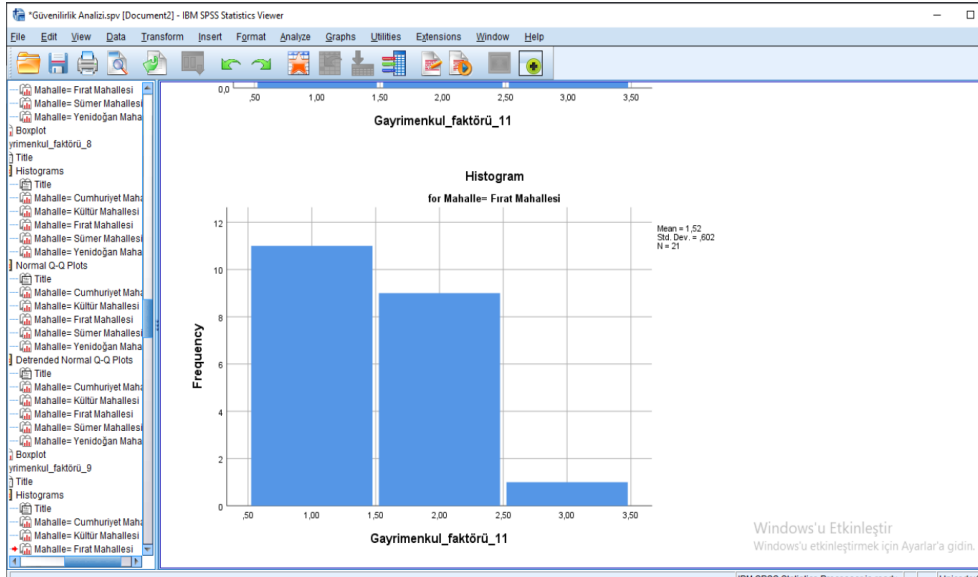 *Güvenilirlik Analizi.spv [Document2] - IBM SPSS Statistics Viewer
File Edit View Data Transform Insert Format Analyze Graphs Utilities Extensions Window Help
Mahalle= Fırat Mahallesi
Mahalle= Sümer Mahallesi
Mahalle= Yenidoğan Maha
Boxplot
yrimenkul_faktörü_8
Title
Histograms
Title
Mahalle= Cumhuriyet Maha
Mahalle= Kültür Mahallesi
Mahalle= Fırat Mahallesi
Mahalle= Sümer Mahallesi
Mahalle= Yenidoğan Maha
Normal Q-Q Plots
Title
Mahalle= Cumhuriyet Maha
Mahalle= Kültür Mahallesi
Mahalle= Fırat Mahallesi
Mahalle= Sümer Mahallesi
Mahalle= Yenidoğan Maha
Detrended Normal Q-Q Plots
Title
Mahalle= Cumhuriyet Maha
Mahalle= Kültür Mahallesi
Mahalle= Fırat Mahallesi
Mahalle= Sümer Mahallesi
Mahalle= Yenidoğan Maha
Boxplot
yrimenkul_faktörü_9
Title
Histograms
Title
Mahalle= Cumhuriyet Maha
Mahalle= Kültür Mahallesi
Mahalle= Fırat Mahallesi
0,0
,50 1,00 1,50 2,00 2,50 3,00 3,50
Gayrimenkul_faktörü_11
Histogram
for Mahalle= Fırat Mahallesi
Mean = 1,52
Std. Dev. = ,602
N = 21
Frequency
12
10
8
6
4
2
0
,50 1,00 1,50 2,00 2,50 3,00 3,50
Gayrimenkul_faktörü_11
Windows'u Etkinleştir
Windows'u etkinleştirmek için Ayarlar'a gidin.